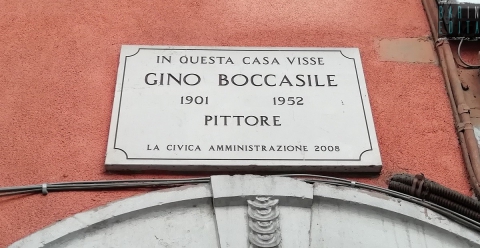 IN QUESTA CASA VISSE
GINO BOCCASILE
1901 1952
PITTORE
LA CIVICA AMMINISTRAZIONE 2008